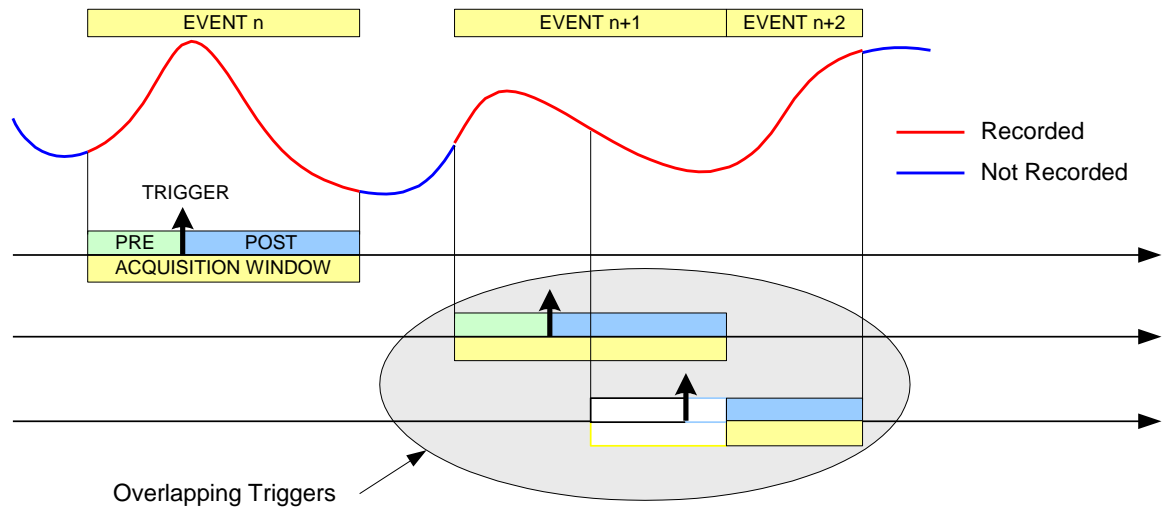 EVENT n
EVENT n+1
EVENT n+2
Recorded
Not Recorded
TRIGGER
PRE
POST
ACQUISITION WINDOW
Overlapping Triggers